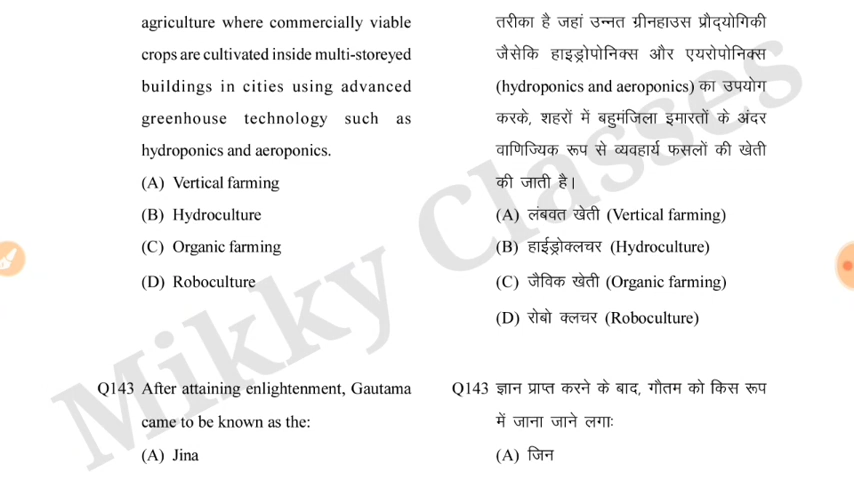 agriculture where commercially viable
crops are cultivated inside multi-storeyed
buildings in cities using advanced
greenhouse technology such as
hydroponics and aeroponics.
(A) Vertical farming
(B) Hydroculture
(C) Organic farming
(D) Roboculture
Q143 After attaining enlightenment, Gautama
came to be known as the:
(A) Jina
तरीका है जहां उन्नत ग्रीनहाउस प्रौद्योगिकी
जैसेकि हाइड्रोपोनिक्स और एयरोपोनिक्स
(hydroponics and aeroponics) का उपयोग
करके, शहरों में बहुमंजिला इमारतों के अंदर
वाणिज्यिक रूप से व्यवहार्य फसलों की खेती
की जाती है।
(A) लंबवत खेती (Vertical farming)
(B) हाईड्रोक्लचर (Hydroculture)
(C) जैविक खेती (Organic farming)
(D) रोबो क्लचर (Roboculture)
Q143 ज्ञान प्राप्त करने के बाद, गौतम को किस रूप
में जाना जाने लगाः
(A) जिन
Mikky Classes